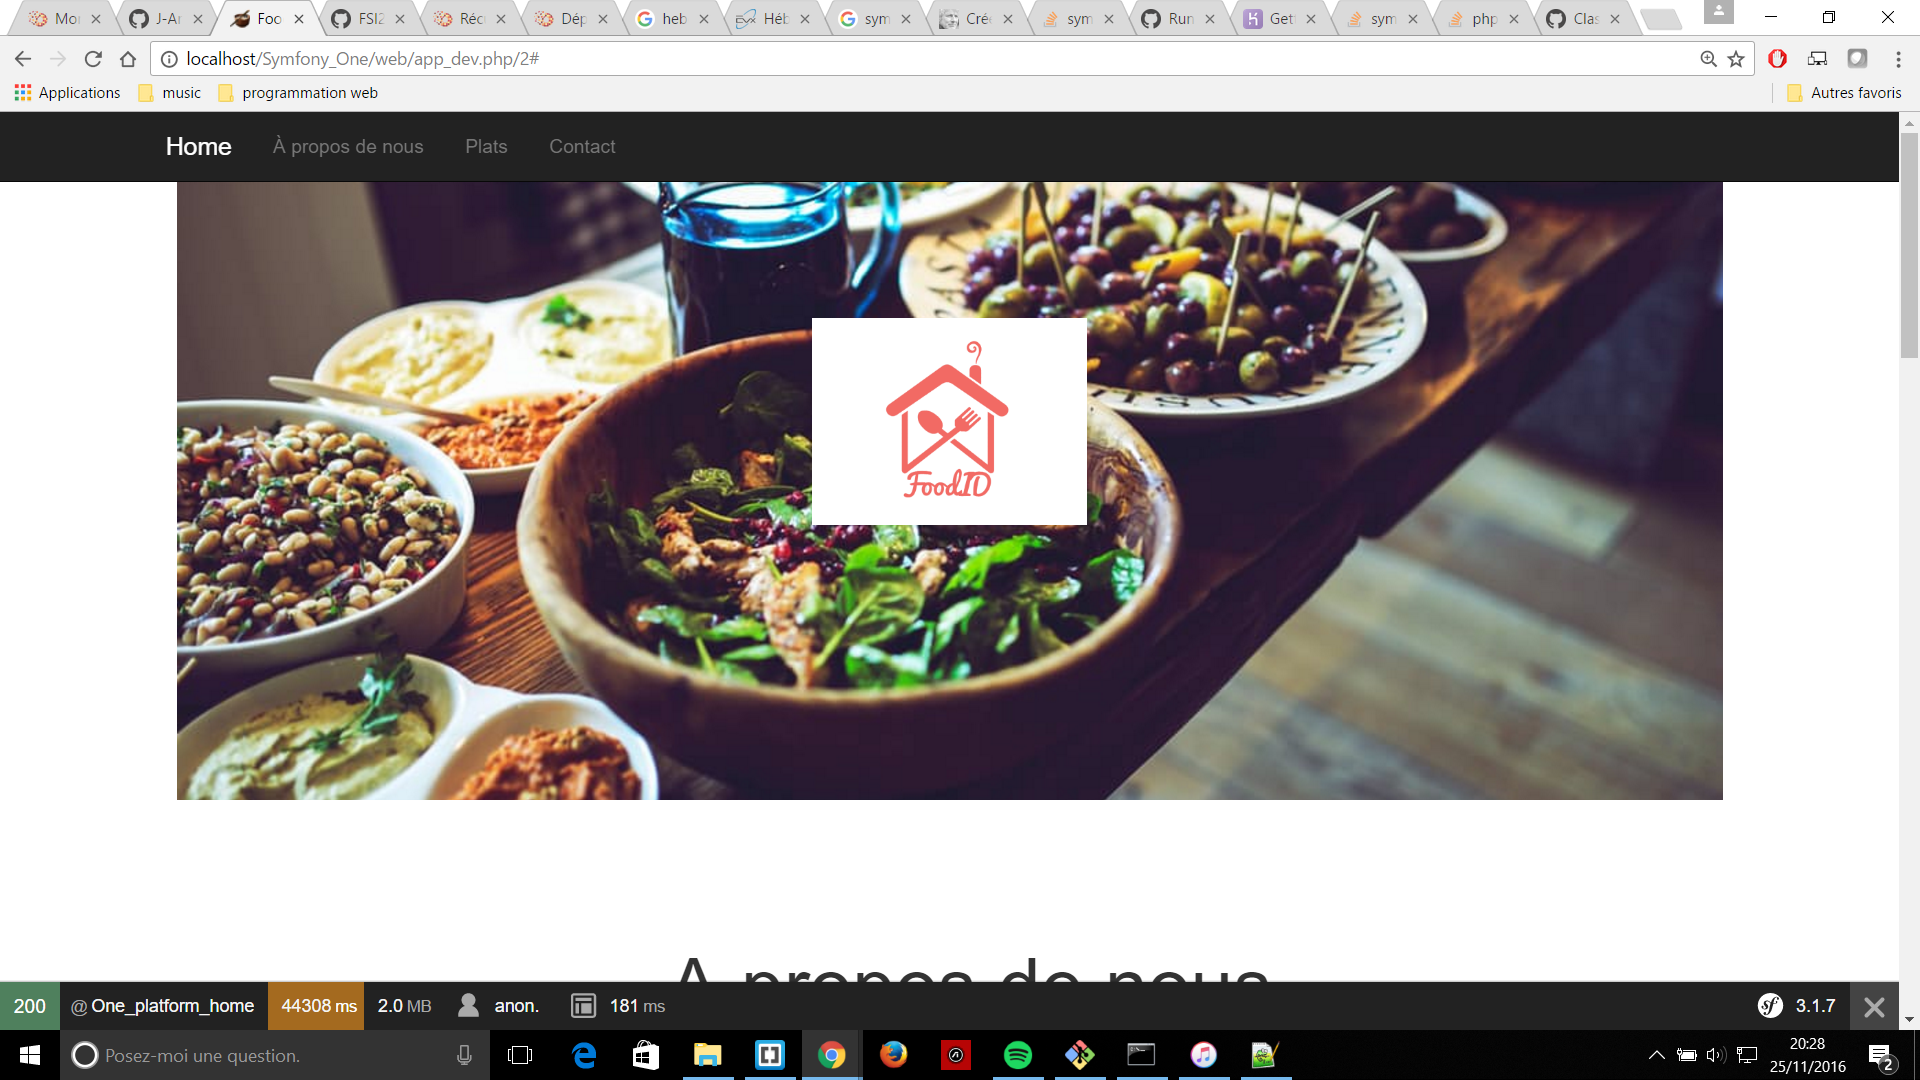 Mo
J-Ar
Foo
FSI2
Réc
Dép
heb
Héb
sym
Cré
sym
Run
Get
sym
php
Clas
localhost/Symfony_One/web/app_dev.php/2#
Applications music programmation web Autres favoris
Home À propos de nous Plats Contact
FoodID
A propos de nous
200 @ One_platform_home 44308 ms 2.0 MB anon. 181 ms sf 3.1.7
Posez-moi une question.
20:28
25/11/2016
2